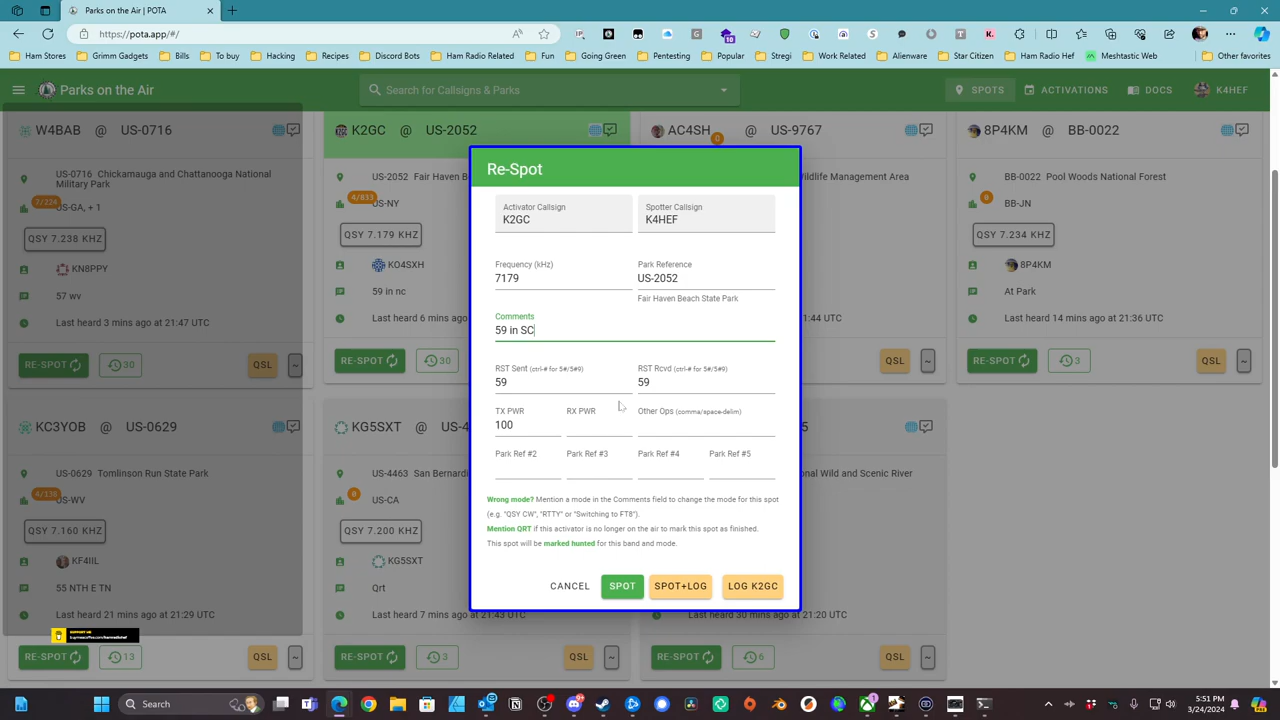 Parks on the Air | POTA
https://pota.app/#/
Ham Stores
Grimm Gadgets
Bills
To buy
Hacking
Recipes
Discord Bots
Ham Radio Related
Going Green
Pentesting
Popular
Stregi
Work Related
Alienware
Star Citizen
Ham Radio Hef
Meshtastic Web
Other favorites
Parks on the Air
Search for Callsigns & Parks
SPOTS
ACTIVATIONS
DOCS
K4HEF
W4BAB @ US-0716
US-0716 Chickamauga and Chattanooga National
Military Park
7/224
US-GA, + 1
QSY 7.238 KHZ
KN8PPY
57 wv
Last heard 3 mins ago at 21:47 UTC
RE-SPOT
30
QSL
~
K2GC @ US-2052
US-2052 Fair Haven B
4/833
US-NY
QSY 7.179 KHZ
KO4SXH
59 in nc
Last heard 6 mins ago
RE-SPOT
30
AC4SH @ US-9767
0
ildlife Management Area
1:44 UTC
QSL
~
8P4KM @ BB-0022
BB-0022 Pool Woods National Forest
0
BB-JN
QSY 7.234 KHZ
8P4KM
At Park
Last heard 14 mins ago at 21:36 UTC
RE-SPOT
3
QSL
~
Re-Spot
Activator Callsign
K2GC
Spotter Callsign
K4HEF
Frequency (kHz)
7179
Park Reference
US-2052
Fair Haven Beach State Park
Comments
59 in SC
RST Sent (ctrl-# for 5#/5#9)
59
RST Rcvd (ctrl-# for 5#/5#9)
59
TX PWR
100
RX PWR
Other Ops (comma/space-delim)
Park Ref #2
Park Ref #3
Park Ref #4
Park Ref #5
Wrong mode? Mention a mode in the Comments field to change the mode for this spot
(e.g. "QSY CW", "RTTY" or "Switching to FT8").
Mention QRT if this activator is no longer on the air to mark this spot as finished.
This spot will be marked hunted for this band and mode.
CANCEL
SPOT
SPOT+LOG
LOG K2GC
KC3YOB @ US-0629
US-0629 Tomlinson Run State Park
4/138
US-WV
QSY 7.160 KHZ
KF4IIL
55 NTH E TN
Last heard 21 mins ago at 21:29 UTC
SUPPORT ME
RE-SPOT
13
QSL
~
KG5SXT @ US-4
US-4463 San Bernardi
0
US-CA
QSY 7.200 KHZ
KG5SXT
Qrt
Last heard 7 mins ago at 21:43 UTC
RE-SPOT
3
QSL
~
5
onal Wild and Scenic River
Last heard 30 mins ago at 21:20 UTC
RE-SPOT
6
QSL
~
Search
5:51 PM
3/24/2024